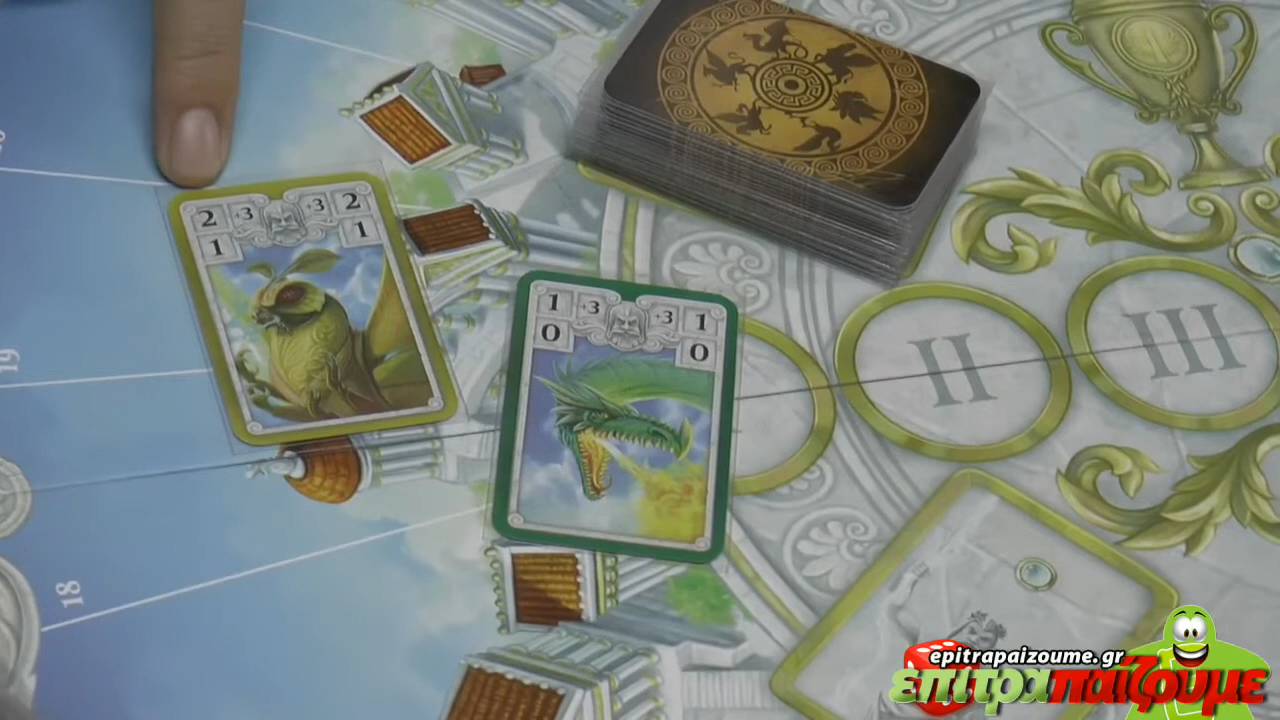 2 +3 +3 2
1 1
1 +3 +3 1
0 0
II III
19
18
epitrapaizoume.gr
επιτραπαίζουμε